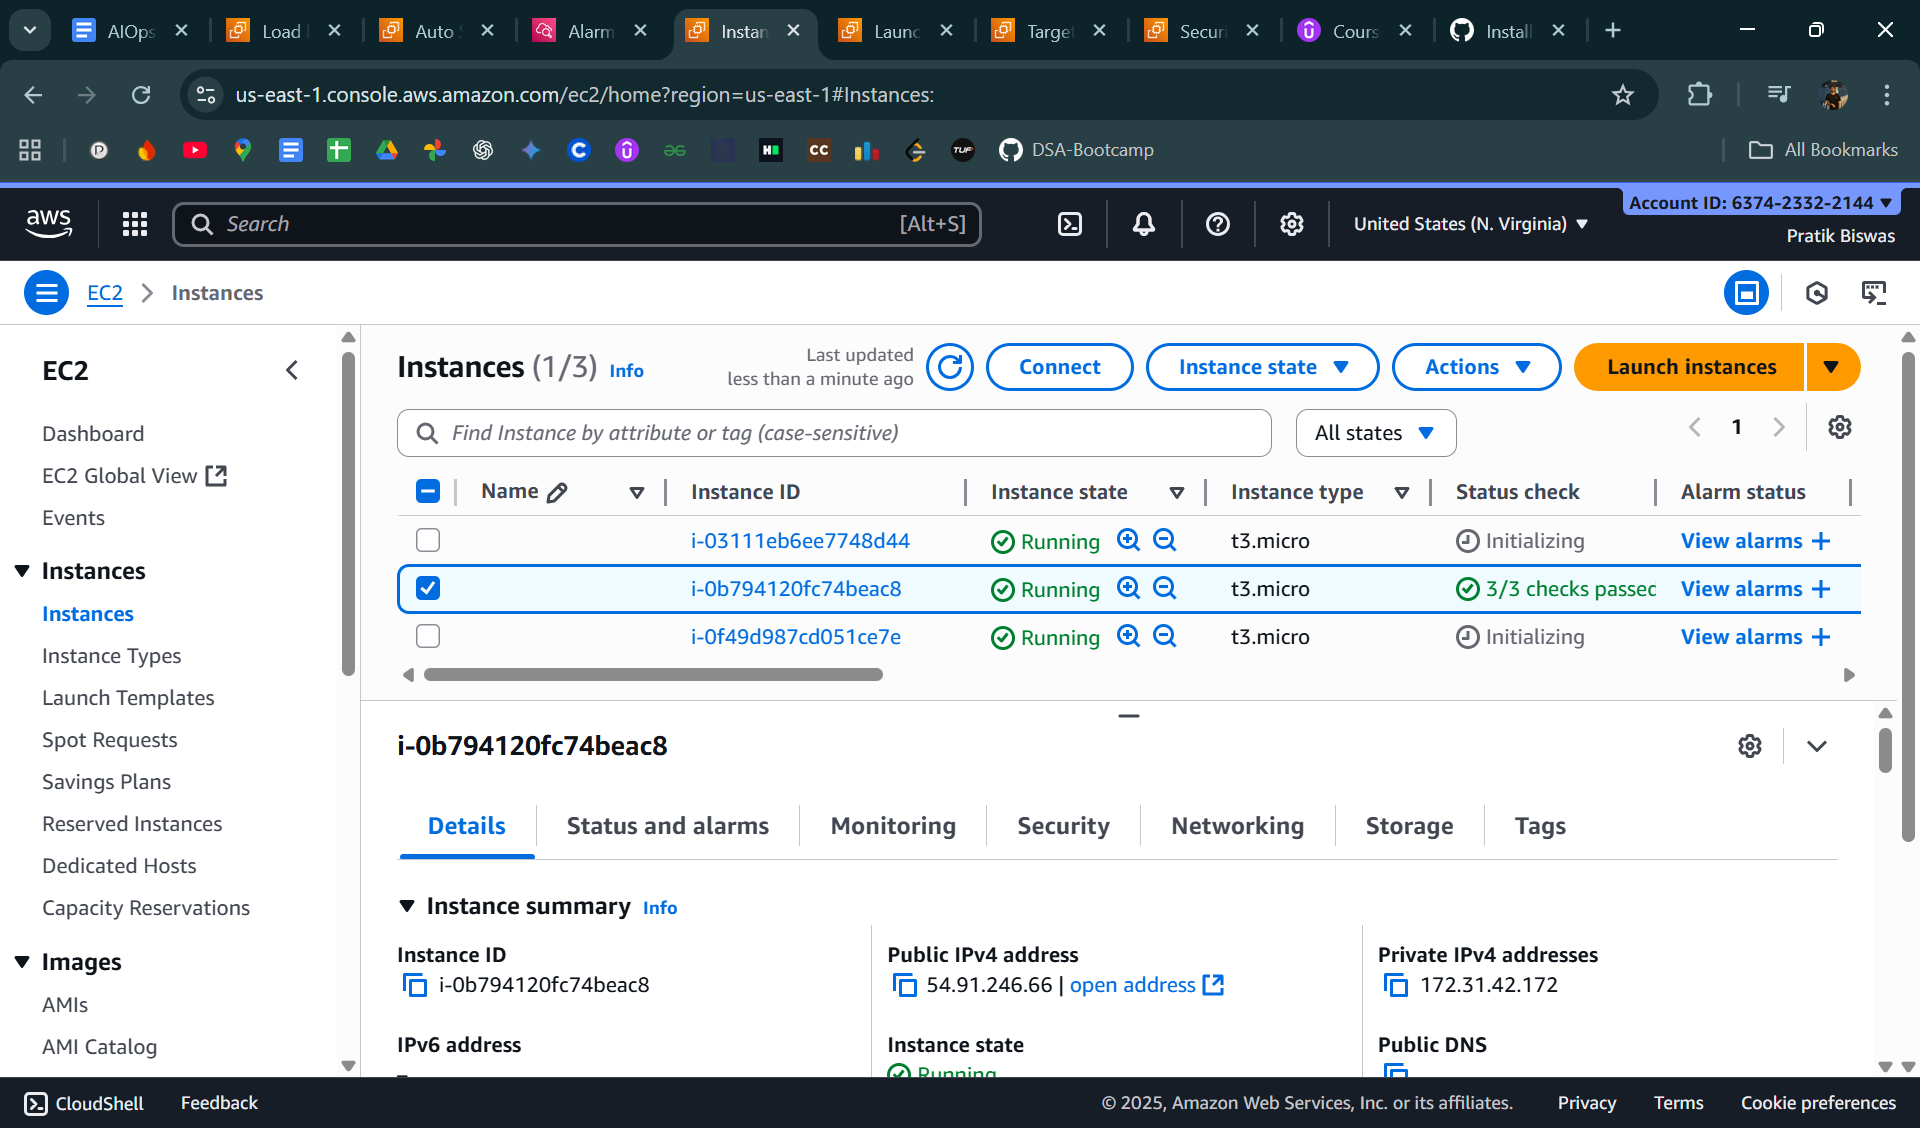 AIOps
Load
Auto
Alarm
Instan
Launc
Target
Securi
Cours
Install
us-east-1.console.aws.amazon.com/ec2/home?region=us-east-1#Instances:
DSA-Bootcamp
All Bookmarks
aws
Search
[Alt+S]
United States (N. Virginia)
Account ID: 6374-2332-2144
Pratik Biswas
EC2 > Instances
EC2
Dashboard
EC2 Global View
Events
Instances
Instances
Instance Types
Launch Templates
Spot Requests
Savings Plans
Reserved Instances
Dedicated Hosts
Capacity Reservations
Images
AMIs
AMI Catalog
Instances (1/3) Info
Last updated
less than a minute ago
Connect
Instance state
Actions
Launch instances
Find Instance by attribute or tag (case-sensitive)
All states
1
Name Instance ID Instance state Instance type Status check Alarm status
i-03111eb6ee7748d44 Running t3.micro Initializing View alarms +
i-0b794120fc74beac8 Running t3.micro 3/3 checks passed View alarms +
i-0f49d987cd051ce7e Running t3.micro Initializing View alarms +
i-0b794120fc74beac8
Details
Status and alarms
Monitoring
Security
Networking
Storage
Tags
Instance summary Info
Instance ID
i-0b794120fc74beac8
Public IPv4 address
54.91.246.66 | open address
Private IPv4 addresses
172.31.42.172
IPv6 address
–
Instance state
Running
Public DNS
CloudShell
Feedback
© 2025, Amazon Web Services, Inc. or its affiliates.
Privacy
Terms
Cookie preferences